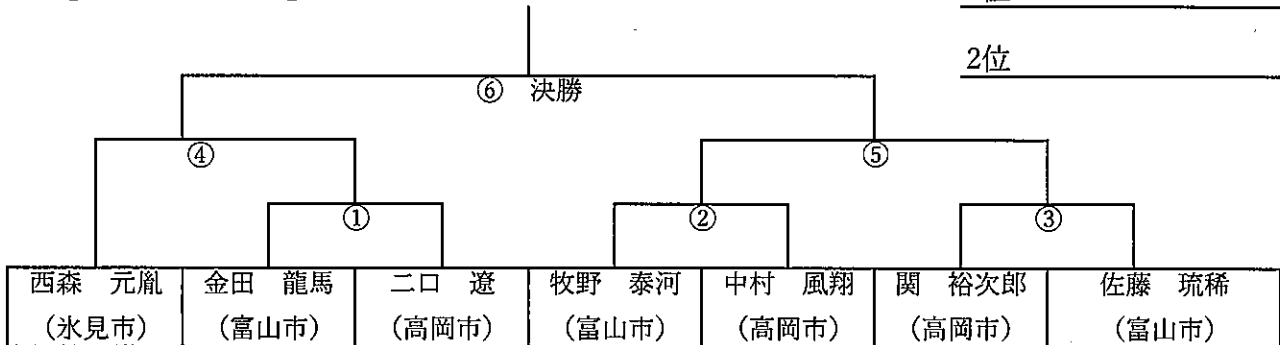 2位
⑥ 決勝
④ ⑤
① ② ③
西森 元胤 金田 龍馬 二口 遼 牧野 泰河 中村 風翔 関 裕次郎 佐藤 琉稀
(氷見市) (富山市) (高岡市) (富山市) (高岡市) (高岡市) (富山市)